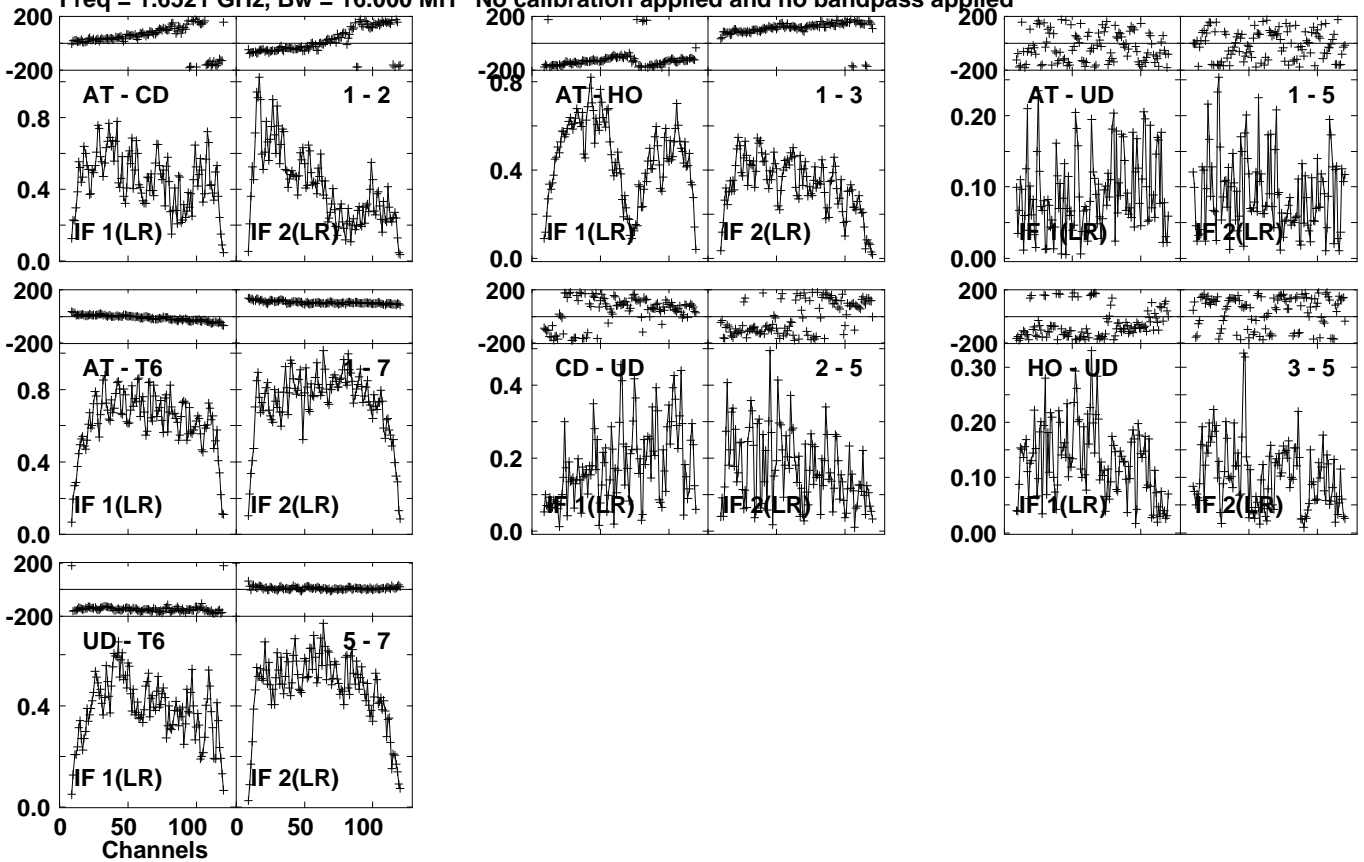 Freq = 1.6521 GHz, Bw = 16.000 MH No calibration applied and no bandpass applied
200
-200
AT - CD
1 - 2
0.8
0.4
0.0
IF 1(LR)
IF 2(LR)
200
-200
AT - HO
1 - 3
0.8
0.4
0.0
IF 1(LR)
IF 2(LR)
200
-200
AT - UD
1 - 5
0.20
0.10
0.00
IF 1(LR)
IF 2(LR)
200
-200
AT - T6
1 - 7
0.8
0.4
0.0
IF 1(LR)
IF 2(LR)
200
-200
CD - UD
2 - 5
0.4
0.2
0.0
IF 1(LR)
IF 2(LR)
200
-200
HO - UD
3 - 5
0.30
0.20
0.10
0.00
IF 1(LR)
IF 2(LR)
200
-200
UD - T6
5 - 7
0.4
0.0
IF 1(LR)
IF 2(LR)
0 50 100 0 50 100
Channels